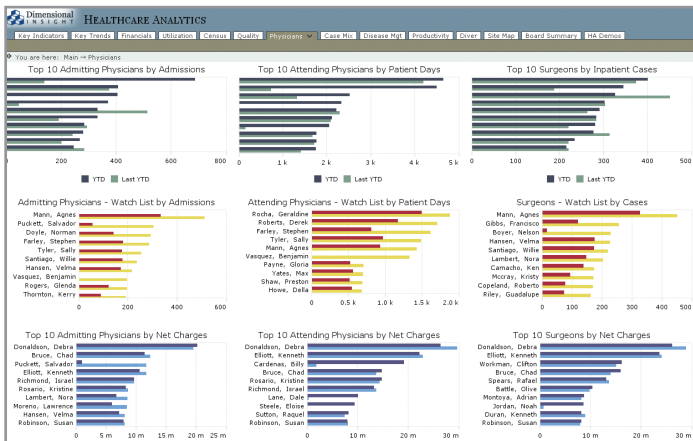 Dimensional
INSIGHT
HEALTHCARE ANALYTICS
Key Indicators Key Trends Financials Utilization Census Quality Physicians Case Mix Disease Mgt Productivity Diver Site Map Board Summary HA Demos
You are here: Main → Physicians
Top 10 Admitting Physicians by Admissions
0 200 400 600 800
YTD Last YTD
Top 10 Attending Physicians by Patient Days
0 1 k 2 k 3 k 4 k 5 k
YTD Last YTD
Top 10 Surgeons by Inpatient Cases
0 100 200 300 400 500
YTD Last YTD
Admitting Physicians - Watch List by Admissions
Mann, Agnes
Puckett, Salvador
Doyle, Norman
Farley, Stephen
Tyler, Sally
Santiago, Willie
Hansen, Velma
Vasquez, Benjamin
Rogers, Glenda
Thornton, Kerry
0 200 400 600
Attending Physicians - Watch List by Patient Days
Rocha, Geraldine
Roberts, Derek
Farley, Stephen
Tyler, Sally
Mann, Agnes
Vasquez, Benjamin
Payne, Gloria
Yates, Max
Shaw, Preston
Howe, Della
0 0.5 k 1.0 k 1.5 k 2.0 k
Surgeons - Watch List by Cases
Mann, Agnes
Gibbs, Francisco
Boyer, Nelson
Hansen, Velma
Santiago, Willie
Lambert, Nora
Camacho, Ken
Mccray, Kristy
Copeland, Roberto
Riley, Guadalupe
0 200 400
Top 10 Admitting Physicians by Net Charges
Donaldson, Debra
Bruce, Chad
Puckett, Salvador
Elliott, Kenneth
Richmond, Israel
Rosario, Kristine
Lambert, Nora
Moreno, Lawrence
Hansen, Velma
Robinson, Susan
0 5 m 10 m 15 m 20 m 25 m
Top 10 Attending Physicians by Net Charges
Donaldson, Debra
Elliott, Kenneth
Cardenas, Billy
Bruce, Chad
Rosario, Kristine
Richmond, Israel
Lane, Dale
Steele, Eloise
Sutton, Raquel
Robinson, Susan
0 10 m 20 m 30 m
Top 10 Surgeons by Net Charges
Donaldson, Debra
Elliott, Kenneth
Workman, Clifton
Bruce, Chad
Spears, Rafael
Battle, Olive
Montoya, Adrian
Jordan, Noah
Duran, Kenneth
Robinson, Susan
0 10 m 20 m 30 m